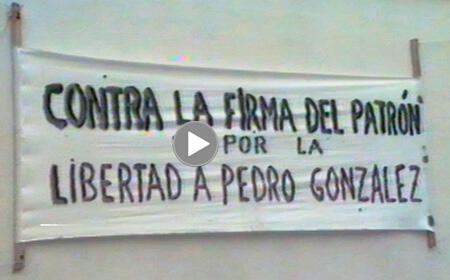 CONTRA LA FIRMA DEL PATRÓN
POR LA
LIBERTAD A PEDRO GONZALEZ